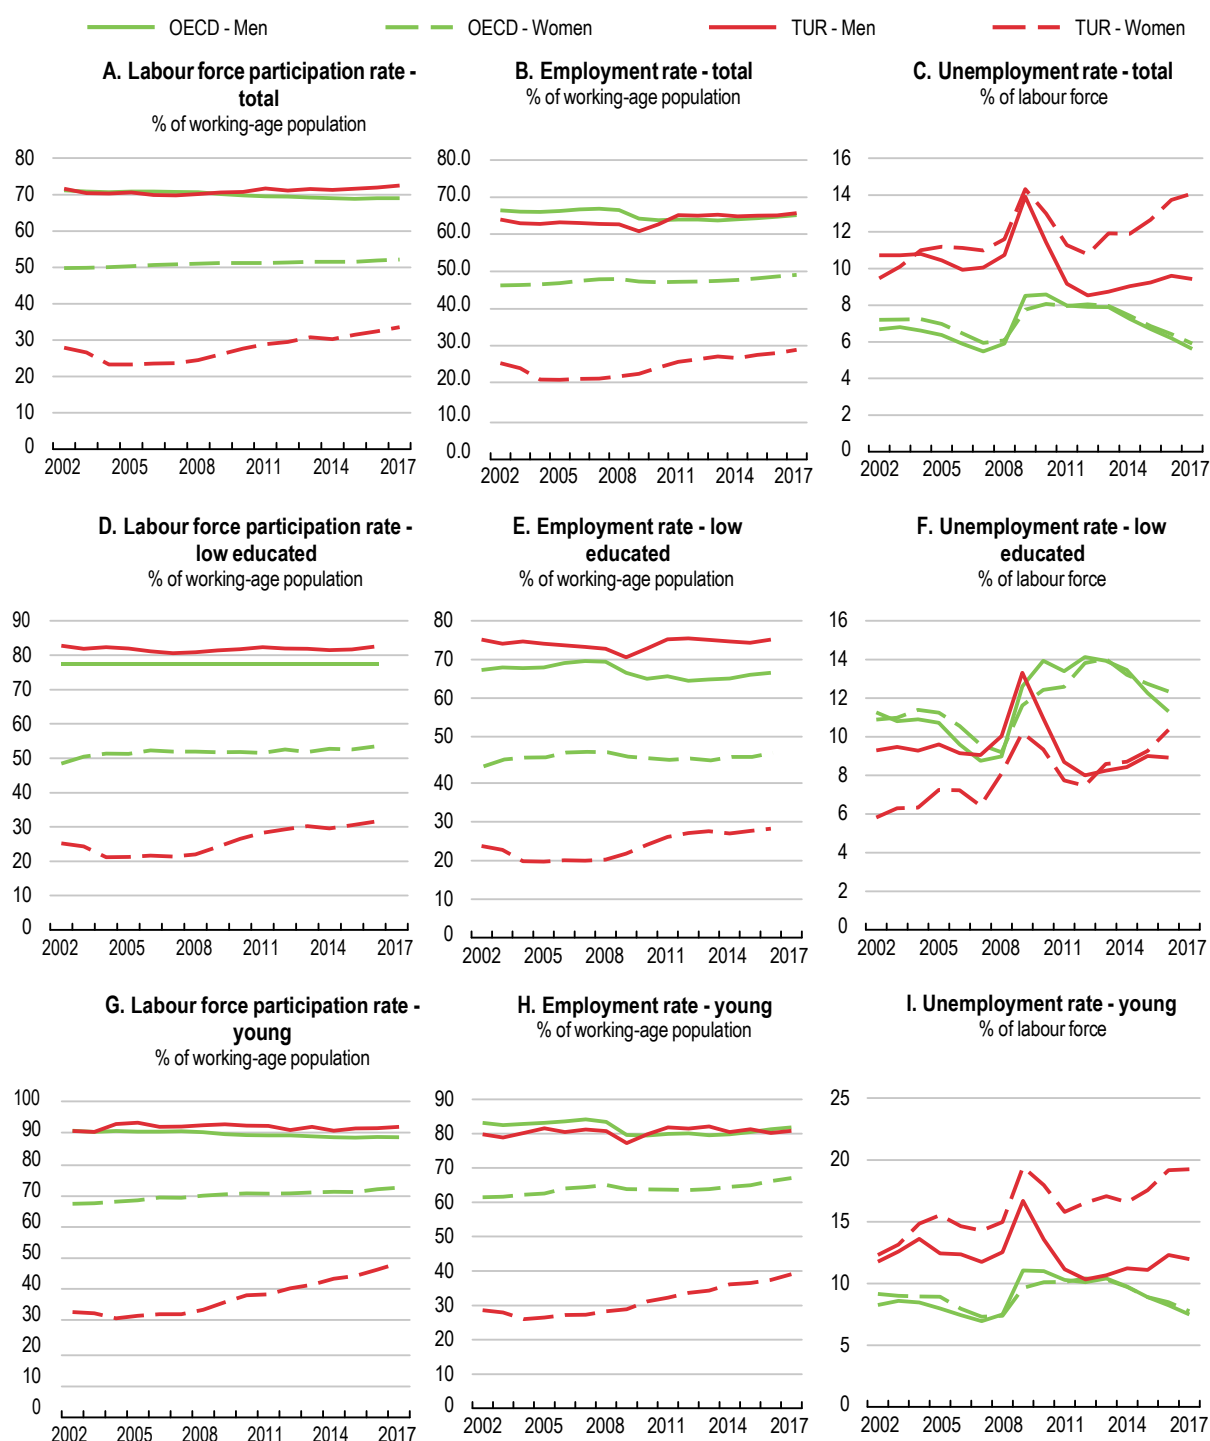 OECD - Men OECD - Women TUR - Men TUR - Women
A. Labour force participation rate -
total
% of working-age population
80
70
60
50
40
30
20
10
0
2002 2005 2008 2011 2014 2017
B. Employment rate - total
% of working-age population
80.0
70.0
60.0
50.0
40.0
30.0
20.0
10.0
0.0
2002 2005 2008 2011 2014 2017
C. Unemployment rate - total
% of labour force
16
14
12
10
8
6
4
2
0
2002 2005 2008 2011 2014 2017
D. Labour force participation rate -
low educated
% of working-age population
90
80
70
60
50
40
30
20
10
0
2002 2005 2008 2011 2014 2017
E. Employment rate - low
educated
% of working-age population
80
70
60
50
40
30
20
10
0
2002 2005 2008 2011 2014 2017
F. Unemployment rate - low
educated
% of labour force
16
14
12
10
8
6
4
2
0
2002 2005 2008 2011 2014 2017
G. Labour force participation rate -
young
% of working-age population
100
90
80
70
60
50
40
30
20
10
0
2002 2005 2008 2011 2014 2017
H. Employment rate - young
% of working-age population
90
80
70
60
50
40
30
20
10
0
2002 2005 2008 2011 2014 2017
I. Unemployment rate - young
% of labour force
25
20
15
10
5
0
2002 2005 2008 2011 2014 2017